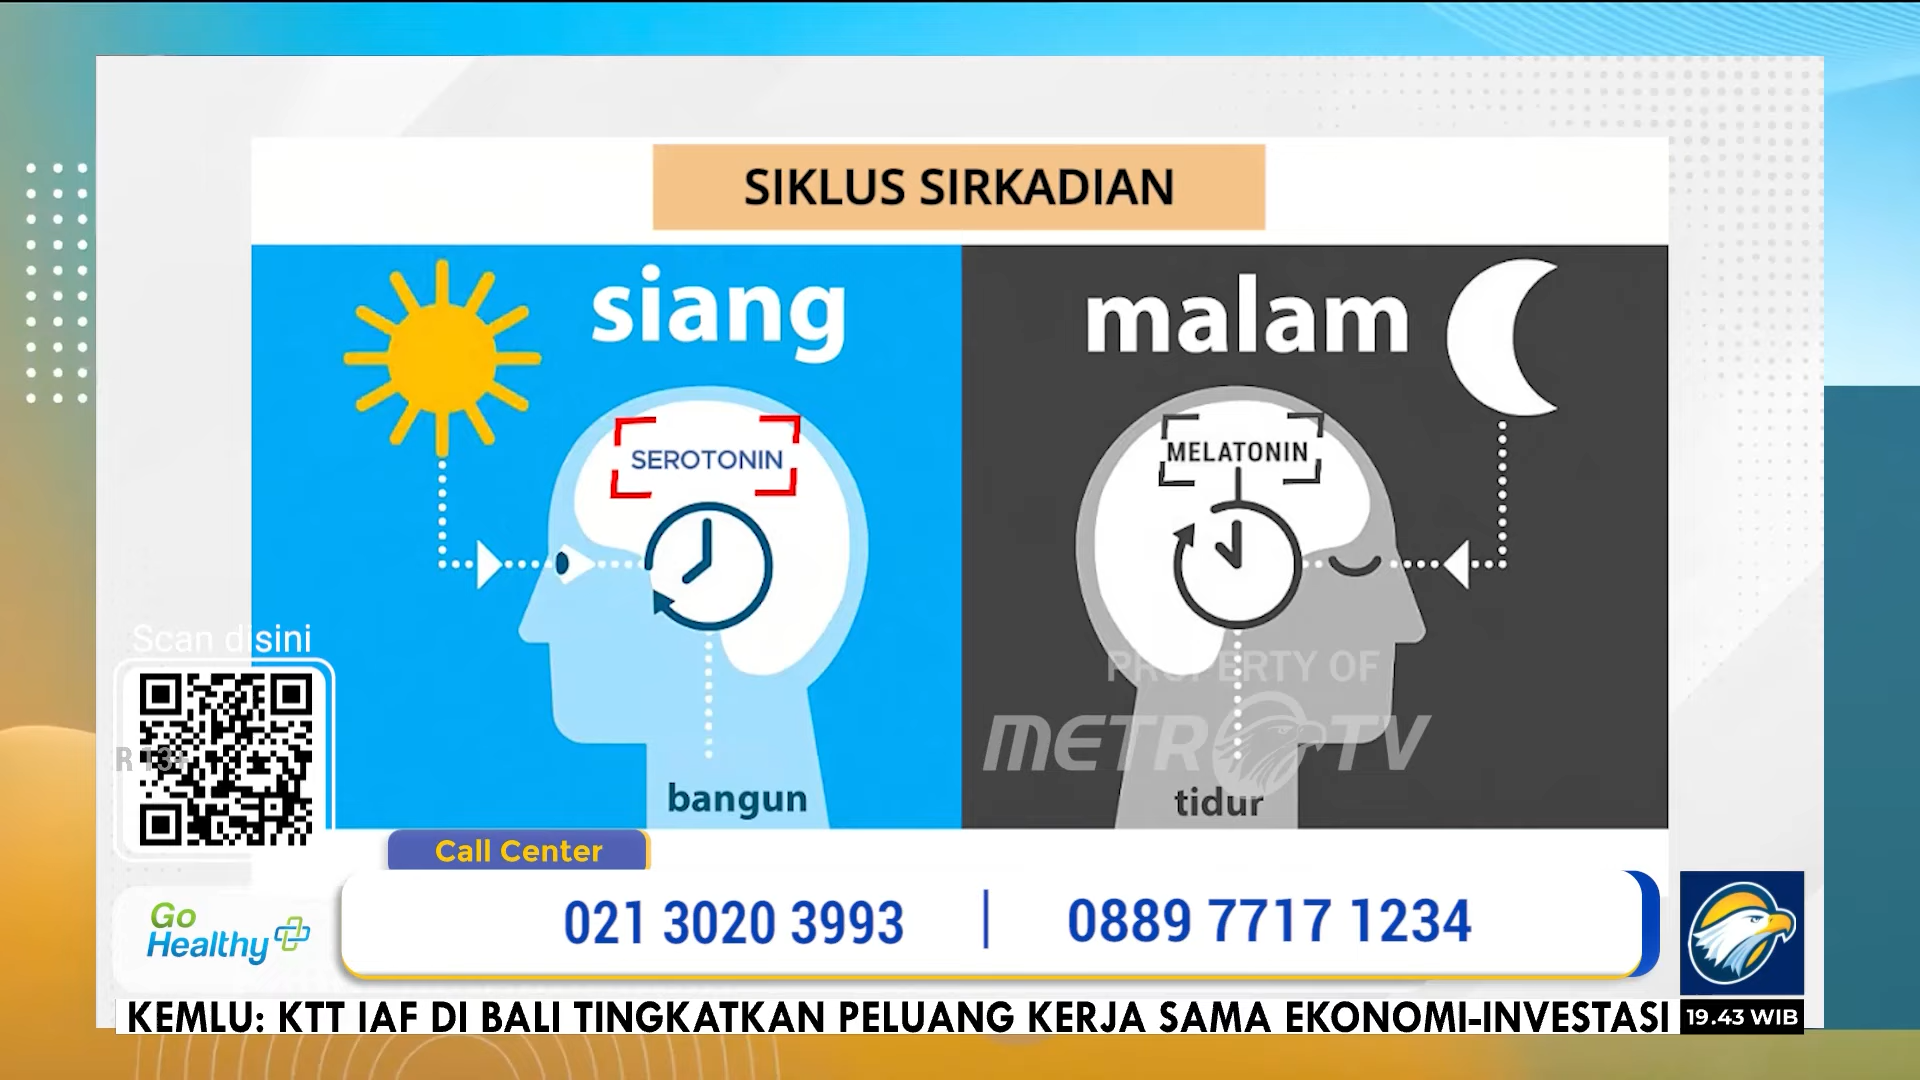 SIKLUS SIRKADIAN
siang
malam
SEROTONIN
MELATONIN
Scan disini
R 13+
PROPERTY OF
METRO TV
bangun
tidur
Call Center
Go
Healthy
021 3020 3993 | 0889 7717 1234
KEMLU: KTT IAF DI BALI TINGKATKAN PELUANG KERJA SAMA EKONOMI-INVESTASI
19.43 WIB